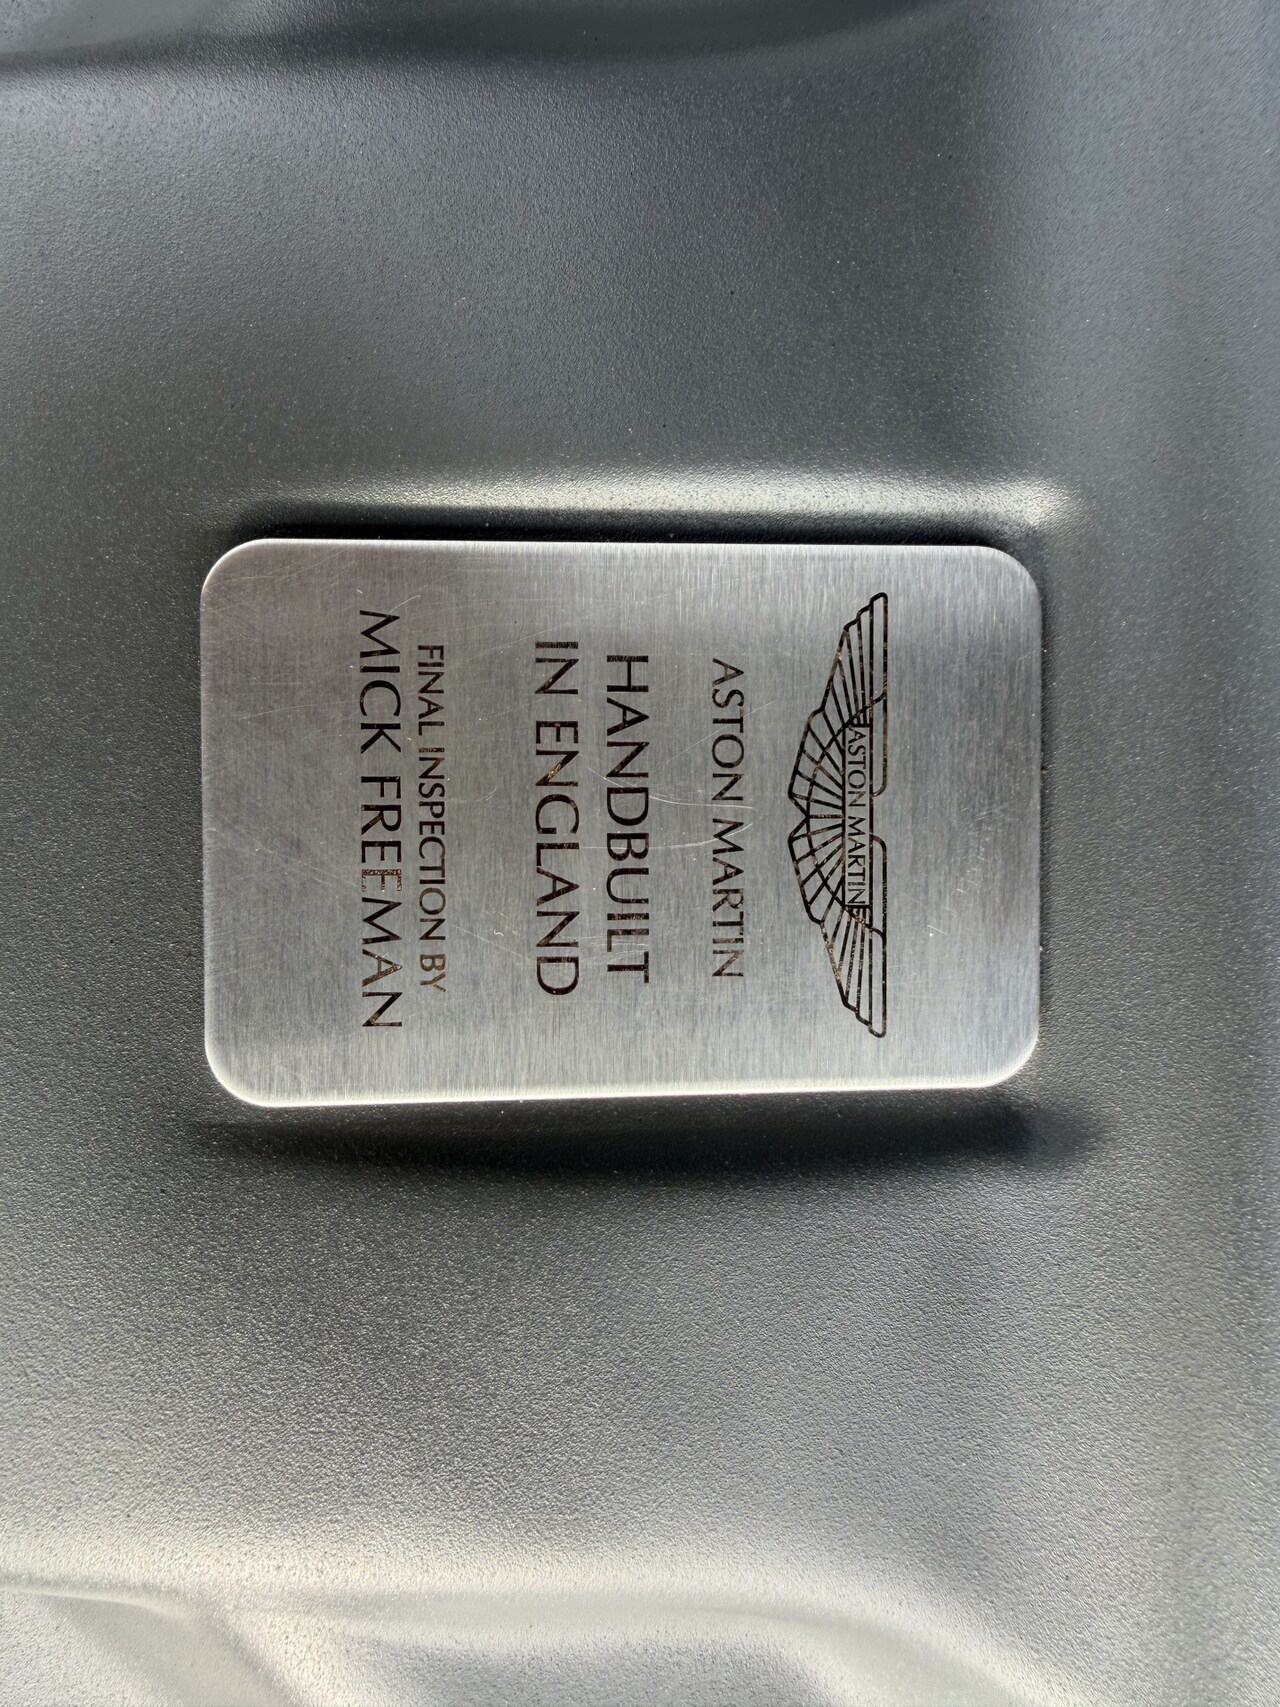 ASTON MARTIN
ASTON MARTIN
HANDBUILT
IN ENGLAND
FINAL INSPECTION BY
MICK FREEMAN